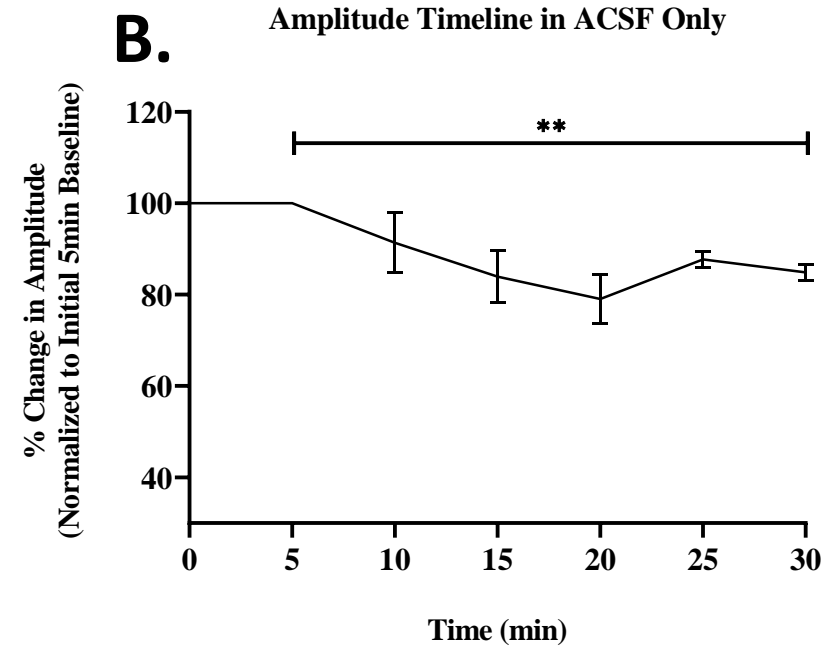 B.
Amplitude Timeline in ACSF Only
% Change in Amplitude
(Normalized to Initial 5min Baseline)
120
**
100
80
60
40
0 5 10 15 20 25 30
Time (min)